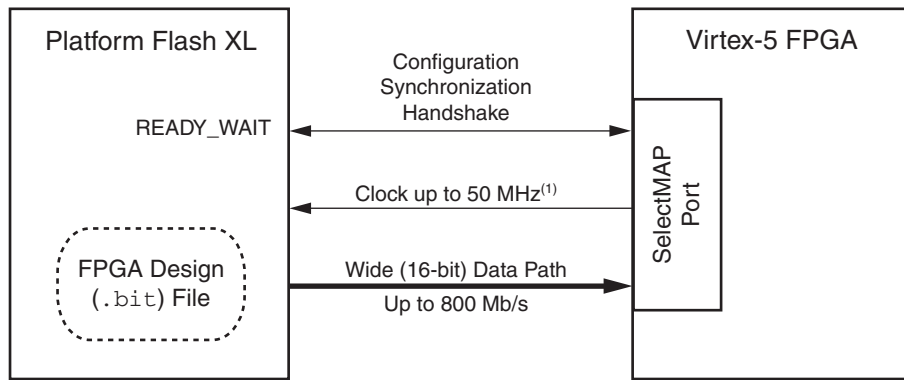 Platform Flash XL
Virtex-5 FPGA
Configuration
Synchronization
Handshake
READY_WAIT
SelectMAP
Port
Clock up to 50 MHz(1)
FPGA Design
(.bit) File
Wide (16-bit) Data Path
Up to 800 Mb/s